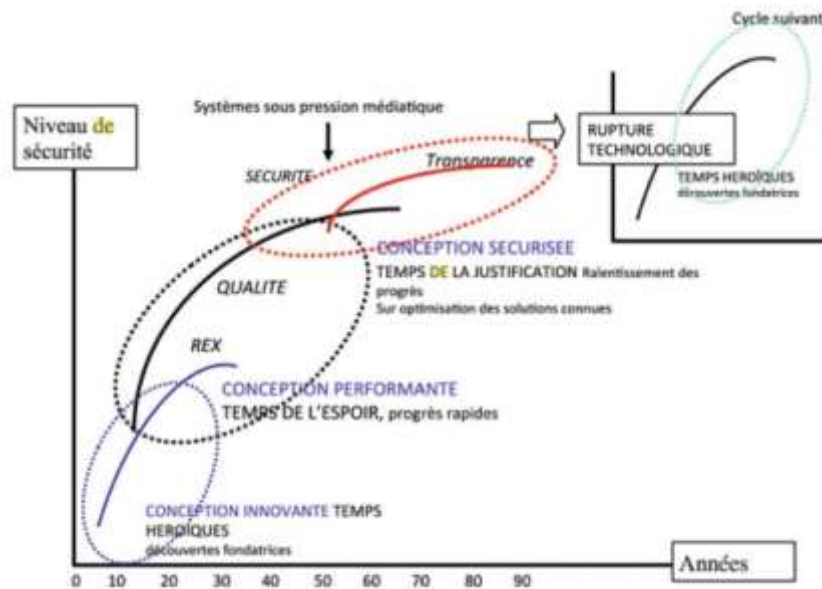 Cycle suivant
Systèmes sous pression médiatique
Niveau de
sécurité
RUPTURE
TECHNOLOGIQUE
TEMPS HEROÏQUES
découvertes fondatrices
SECURITE
Transparence
CONCEPTION SECURISEE
TEMPS DE LA JUSTIFICATION Ralentissement des
progrès
Sur optimisation des solutions connues
QUALITE
REX
CONCEPTION PERFORMANTE
TEMPS DE L'ESPOIR, progrès rapides
CONCEPTION INNOVANTE TEMPS
HEROÏQUES
découvertes fondatrices
Années
0 10 20 30 40 50 60 70 80 90